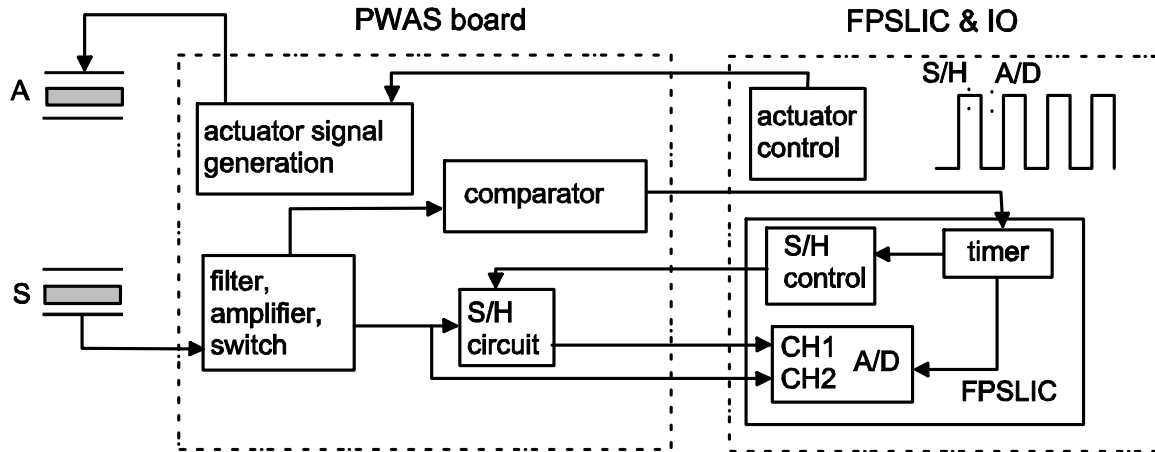 PWAS board
FPSLIC & IO
S/H A/D
A
actuator signal
generation
actuator
control
comparator
S
filter,
amplifier,
switch
S/H
circuit
S/H
control
timer
CH1
CH2
A/D
FPSLIC